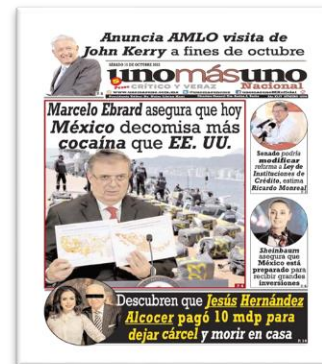 Anuncia AMLO visita de
John Kerry a fines de octubre
unomásuno
CRÍTICO Y VERAZ
Nacional
Marcelo Ebrard asegura que hoy
México decomisa más
cocaína que EE. UU.
Senado podría
modificar
reforma a Ley de
Instituciones de
Crédito, estima
Ricardo Monreal
Sheinbaum
asegura que
México está
preparado para
recibir grandes
inversiones
Descubren que Jesús Hernández
Alcocer pagó 10 mdp para
dejar cárcel y morir en casa